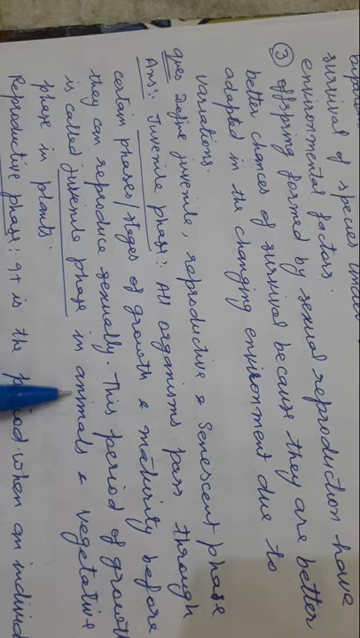 survival of species
environmental factors.
③ offspring formed by sexual reproduction have
better chances of survival because they are better
adapted in the changing environment due to
variations.
Ques Define juvenile, reproductive & senescent phase
Ans:. Juvenile phase: All organisms pass through
certain phases/stages of growth & maturity before
they can reproduce sexually. This period of growth
is called juvenile phase in animals & vegetative
phase in plants.
Reproductive phase: It is the period when an individ